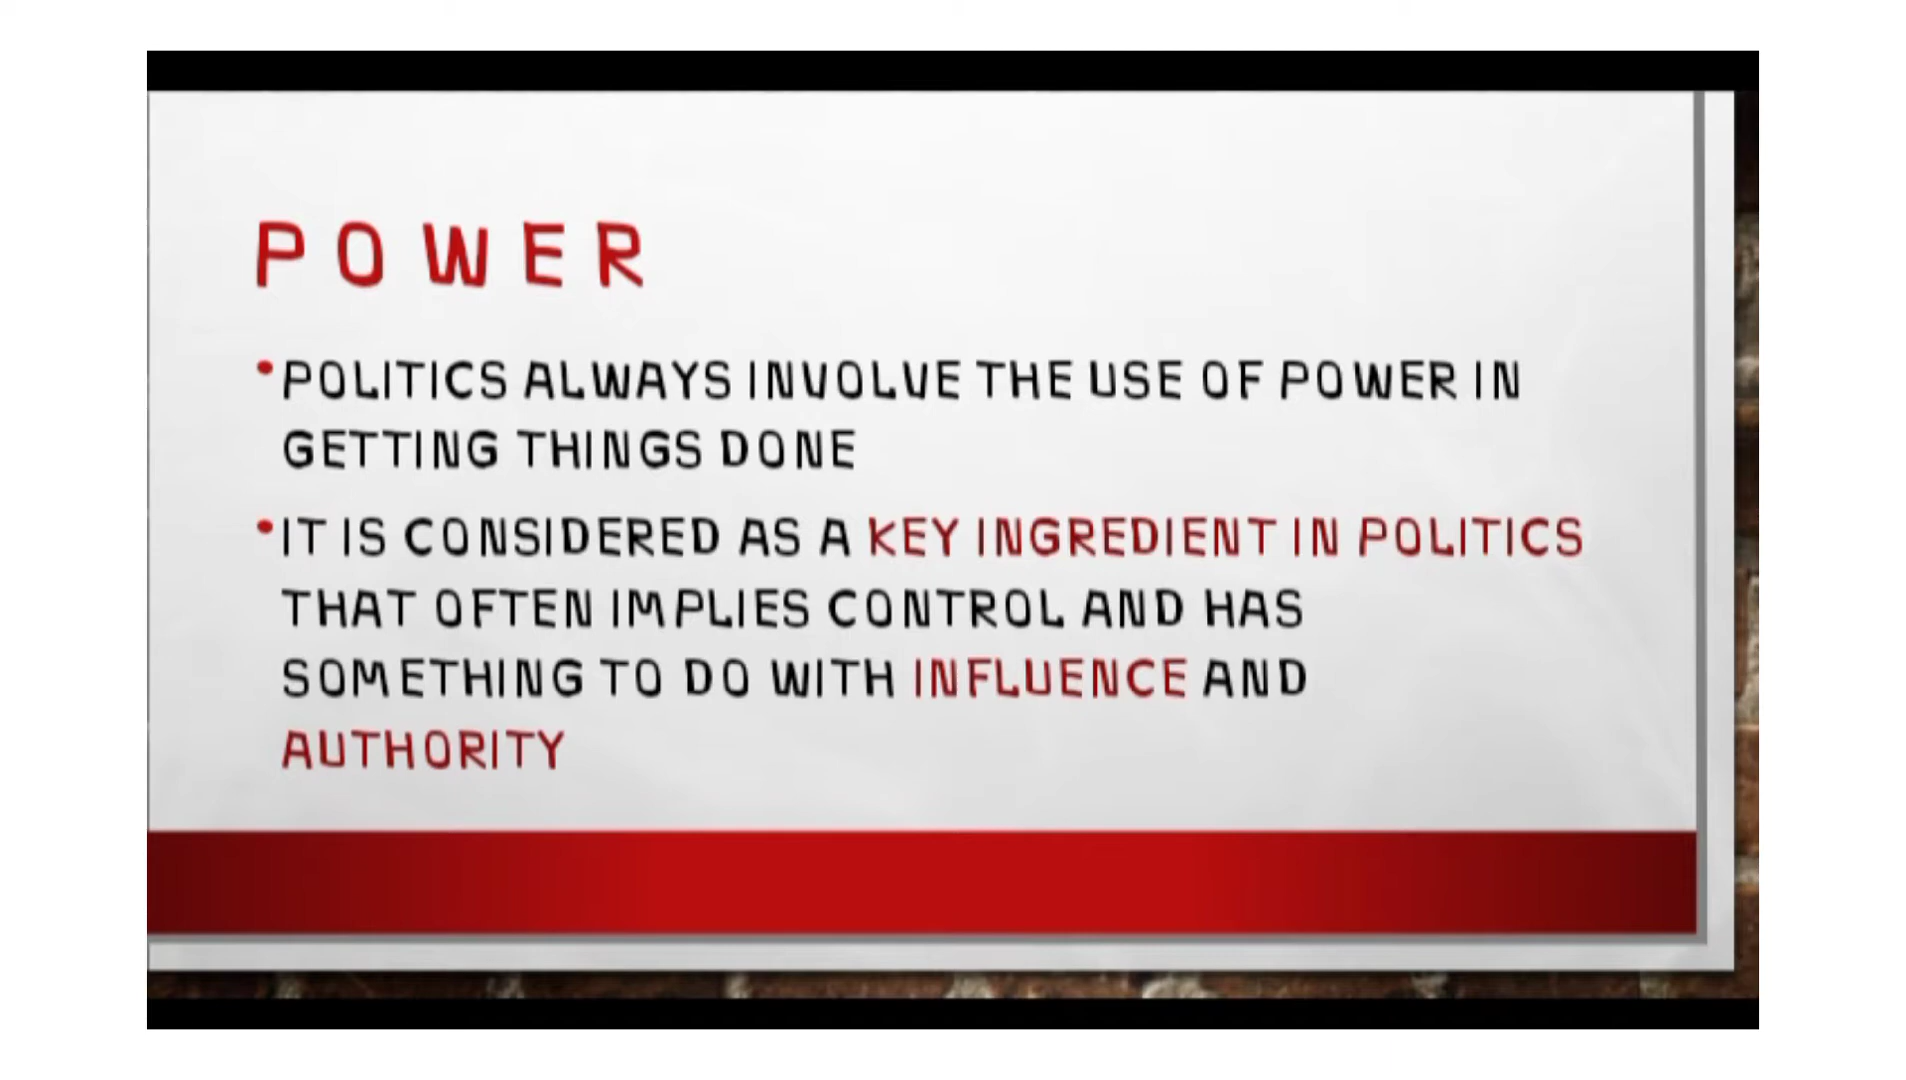 POWER
•POLITICS ALWAYS INVOLVE THE USE OF POWER IN
GETTING THINGS DONE
•IT IS CONSIDERED AS A KEY INGREDIENT IN POLITICS
THAT OFTEN IMPLIES CONTROL AND HAS
SOMETHING TO DO WITH INFLUENCE AND
AUTHORITY